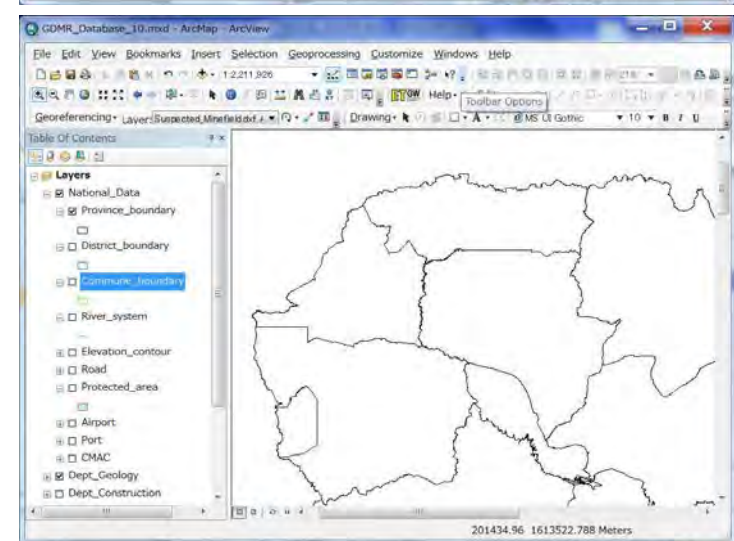 GDMR_Database_10.mxd - ArcMap - ArcView
File Edit View Bookmarks Insert Selection Geoprocessing Customize Windows Help
1:2,211,926
Help
Toolbar Options
Georeferencing Layer: Suspected_Minefield.dxf Drawing A MS UI Gothic 10 B I U
Table Of Contents
Layers
National_Data
Province_boundary
District_boundary
Commune_boundary
River_system
Elevation_contour
Road
Protected_area
Airport
Port
CMAC
Dept_Geology
Dept_Construction
201434.96 1613522.788 Meters